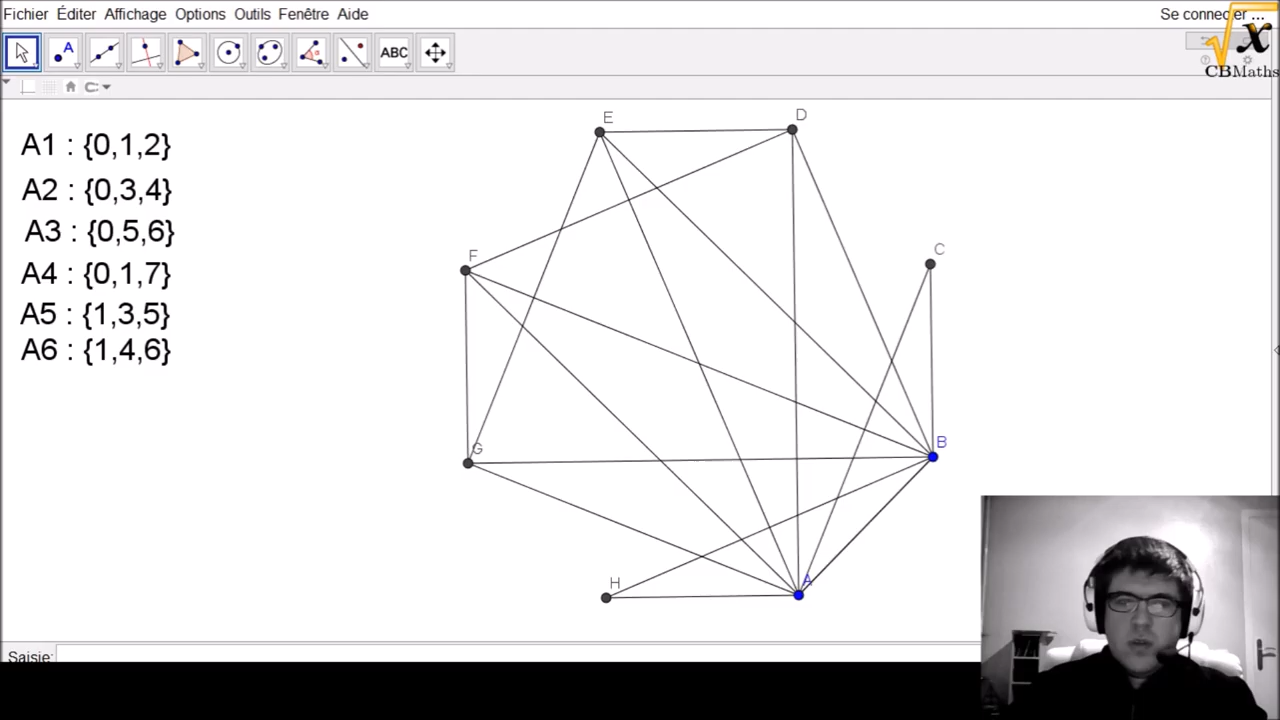 Fichier Éditer Affichage Options Outils Fenêtre Aide
Se connecter ...
A ABC
CBMaths
A1 : {0,1,2}
A2 : {0,3,4}
A3 : {0,5,6}
A4 : {0,1,7}
A5 : {1,3,5}
A6 : {1,4,6}
E
D
C
F
B
G
H
A
Saisie: